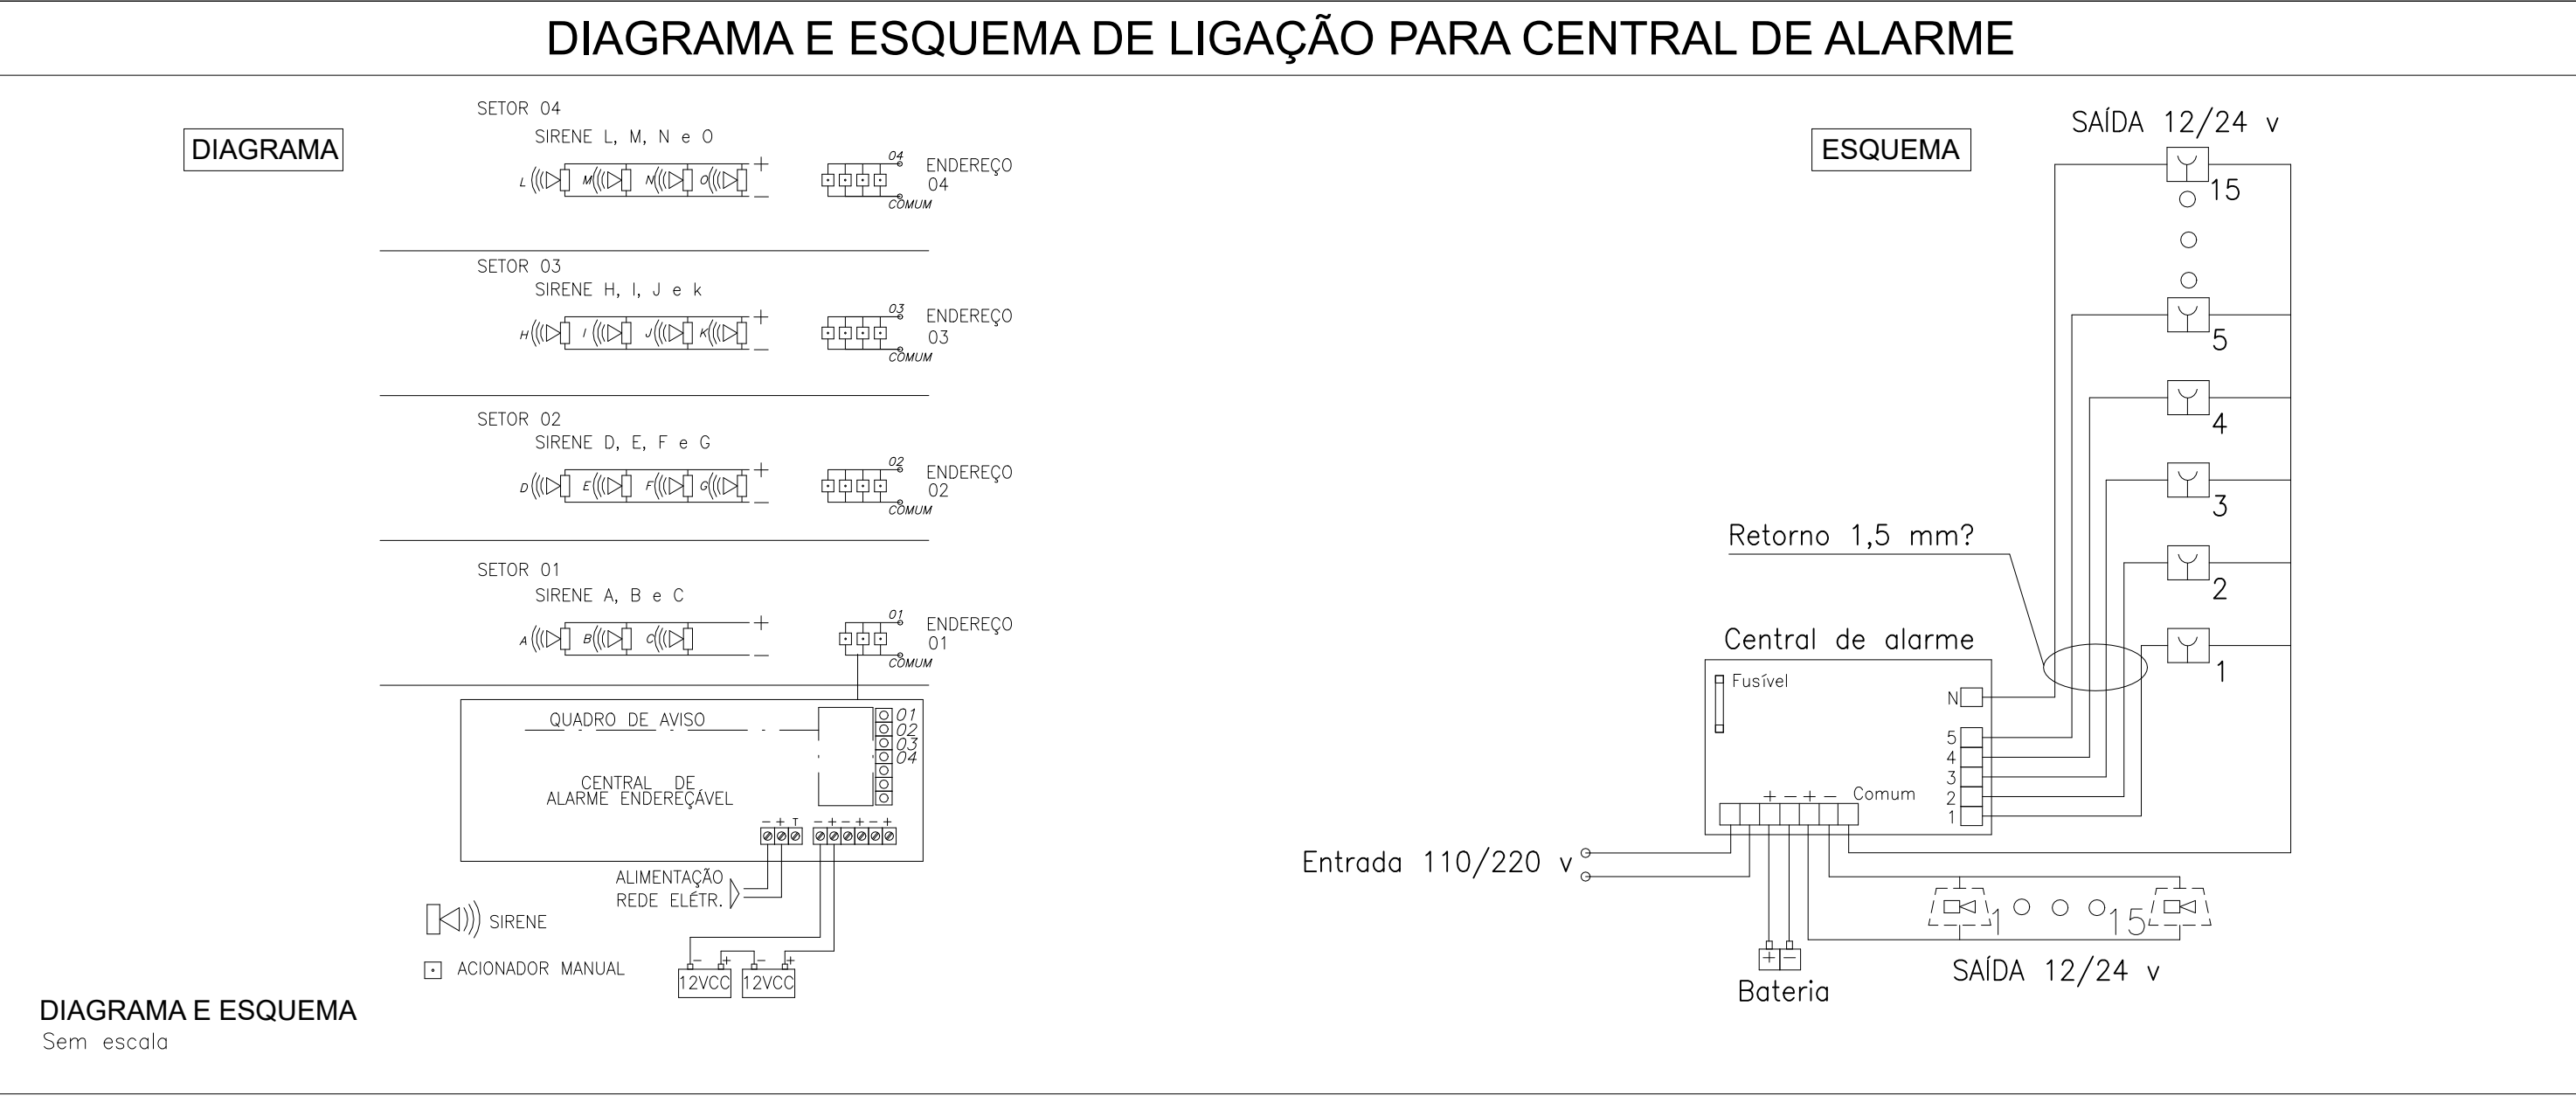 DIAGRAMA E ESQUEMA DE LIGAÇÃO PARA CENTRAL DE ALARME
DIAGRAMA
SETOR 04
SIRENE L, M, N e O
L M N O + −
04
COMUM
ENDEREÇO
04
SETOR 03
SIRENE H, I, J e k
H I J K + −
03
COMUM
ENDEREÇO
03
SETOR 02
SIRENE D, E, F e G
D E F G + −
02
COMUM
ENDEREÇO
02
SETOR 01
SIRENE A, B e C
A B C + −
01
COMUM
ENDEREÇO
01
QUADRO DE AVISO
01
02
03
04
CENTRAL DE
ALARME ENDEREÇÁVEL
− + T − + − + − +
ALIMENTAÇÃO
REDE ELÉTR.
SIRENE
ACIONADOR MANUAL
− + − +
12VCC 12VCC
DIAGRAMA E ESQUEMA
Sem escala
ESQUEMA
SAÍDA 12/24 v
15
5
4
3
2
1
Retorno 1,5 mm?
Central de alarme
Fusível
N
5
4
3
2
1
+ − + − Comum
Entrada 110/220 v
+ −
Bateria
1 15
SAÍDA 12/24 v